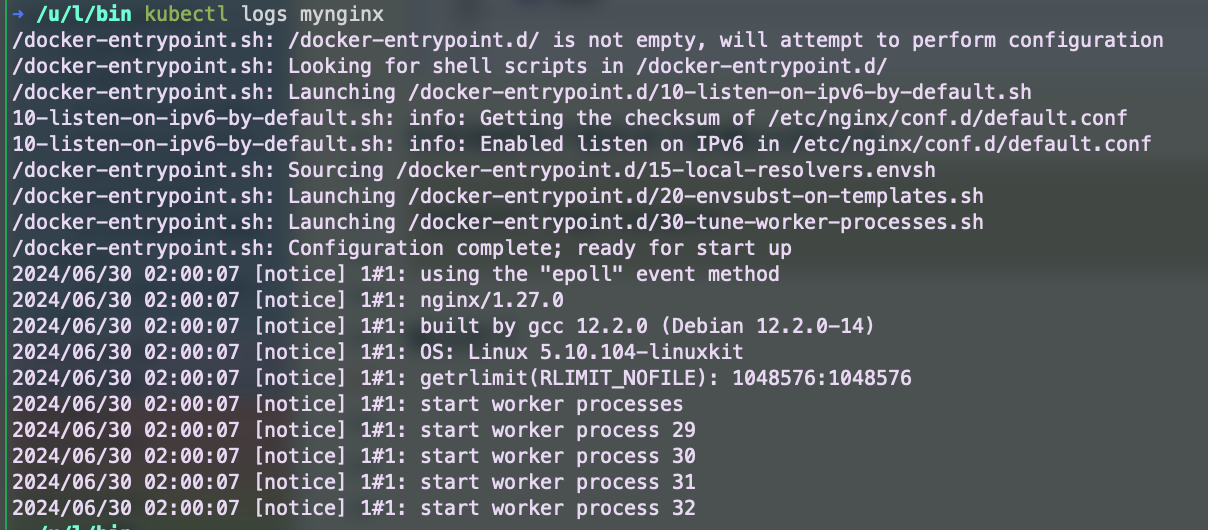 → /u/l/bin kubectl logs mynginx
/docker-entrypoint.sh: /docker-entrypoint.d/ is not empty, will attempt to perform configuration
/docker-entrypoint.sh: Looking for shell scripts in /docker-entrypoint.d/
/docker-entrypoint.sh: Launching /docker-entrypoint.d/10-listen-on-ipv6-by-default.sh
10-listen-on-ipv6-by-default.sh: info: Getting the checksum of /etc/nginx/conf.d/default.conf
10-listen-on-ipv6-by-default.sh: info: Enabled listen on IPv6 in /etc/nginx/conf.d/default.conf
/docker-entrypoint.sh: Sourcing /docker-entrypoint.d/15-local-resolvers.envsh
/docker-entrypoint.sh: Launching /docker-entrypoint.d/20-envsubst-on-templates.sh
/docker-entrypoint.sh: Launching /docker-entrypoint.d/30-tune-worker-processes.sh
/docker-entrypoint.sh: Configuration complete; ready for start up
2024/06/30 02:00:07 [notice] 1#1: using the "epoll" event method
2024/06/30 02:00:07 [notice] 1#1: nginx/1.27.0
2024/06/30 02:00:07 [notice] 1#1: built by gcc 12.2.0 (Debian 12.2.0-14)
2024/06/30 02:00:07 [notice] 1#1: OS: Linux 5.10.104-linuxkit
2024/06/30 02:00:07 [notice] 1#1: getrlimit(RLIMIT_NOFILE): 1048576:1048576
2024/06/30 02:00:07 [notice] 1#1: start worker processes
2024/06/30 02:00:07 [notice] 1#1: start worker process 29
2024/06/30 02:00:07 [notice] 1#1: start worker process 30
2024/06/30 02:00:07 [notice] 1#1: start worker process 31
2024/06/30 02:00:07 [notice] 1#1: start worker process 32